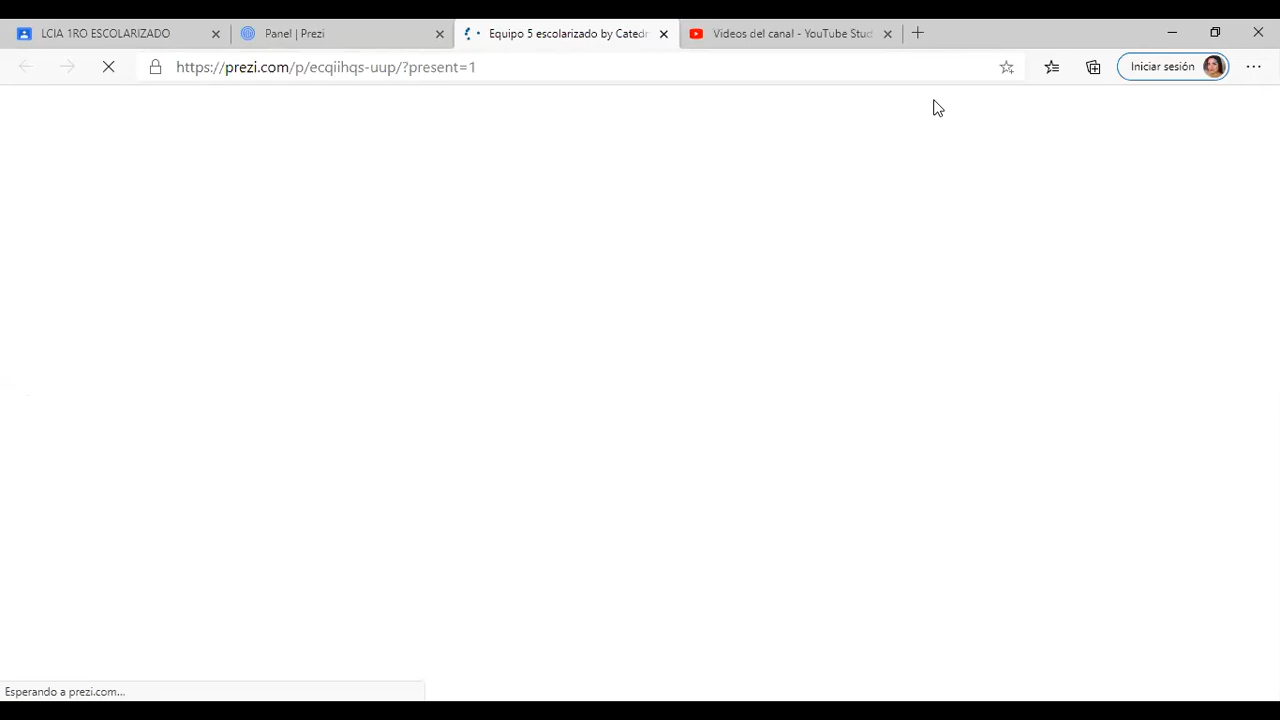 LCIA 1RO ESCOLARIZADO
Panel | Prezi
Equipo 5 escolarizado by Catedr
Videos del canal - YouTube Stud
https://prezi.com/p/ecqiihqs-uup/?present=1
Iniciar sesión
Esperando a prezi.com...